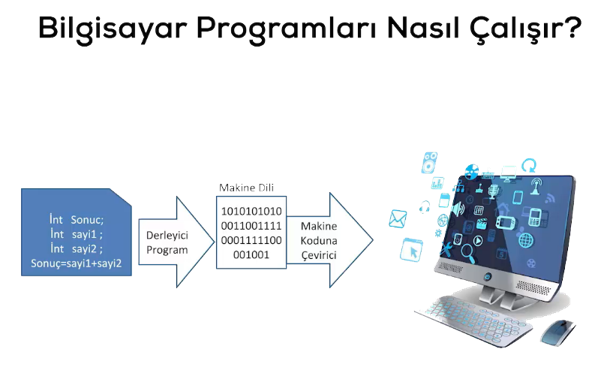 Bilgisayar Programları Nasıl Çalışır?
İnt Sonuc;
İnt sayi1 ;
İnt sayi2 ;
Sonuç=sayi1+sayi2
Derleyici
Program
Makine Dili
1010101010
0011001111
0001111100
001001
Makine
Koduna
Çevirici